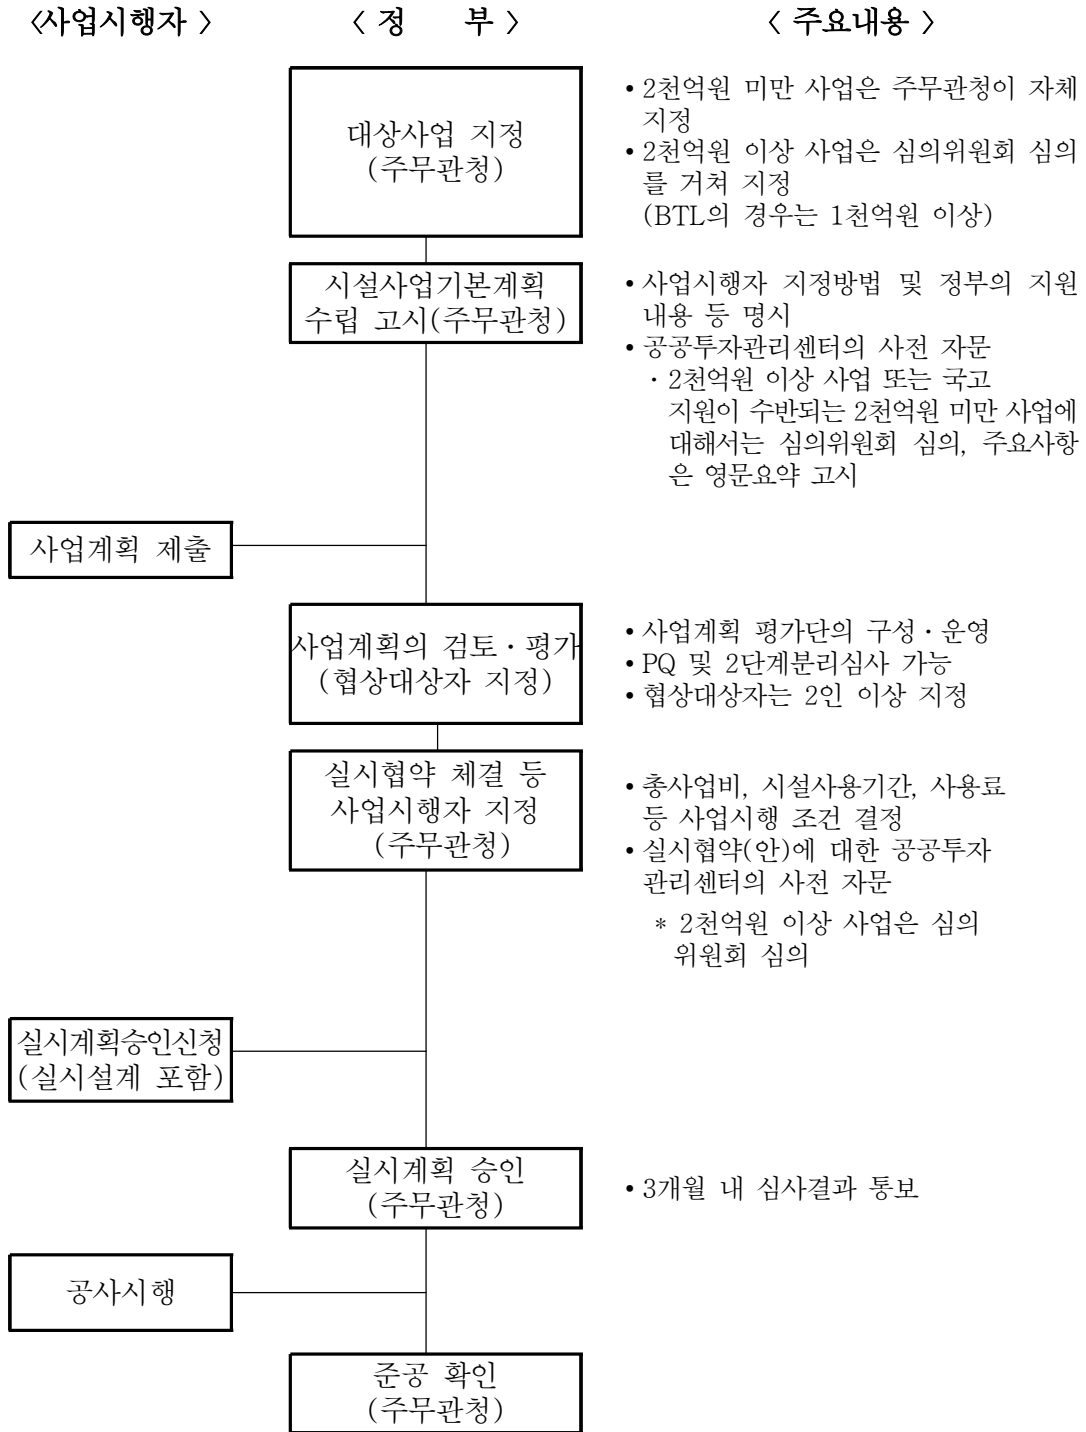 〈사업시행자 〉
〈 정 부 〉
〈 주요내용 〉
대상사업 지정
(주무관청)
• 2천억원 미만 사업은 주무관청이 자체
지정
• 2천억원 이상 사업은 심의위원회 심의
를 거쳐 지정
(BTL의 경우는 1천억원 이상)
시설사업기본계획
수립 고시(주무관청)
• 사업시행자 지정방법 및 정부의 지원
내용 등 명시
• 공공투자관리센터의 사전 자문
· 2천억원 이상 사업 또는 국고
지원이 수반되는 2천억원 미만 사업에
대해서는 심의위원회 심의, 주요사항
은 영문요약 고시
사업계획 제출
사업계획의 검토 · 평가
(협상대상자 지정)
• 사업계획 평가단의 구성 · 운영
• PQ 및 2단계분리심사 가능
• 협상대상자는 2인 이상 지정
실시협약 체결 등
사업시행자 지정
(주무관청)
• 총사업비, 시설사용기간, 사용료
등 사업시행 조건 결정
• 실시협약(안)에 대한 공공투자
관리센터의 사전 자문
* 2천억원 이상 사업은 심의
위원회 심의
실시계획승인신청
(실시설계 포함)
실시계획 승인
(주무관청)
• 3개월 내 심사결과 통보
공사시행
준공 확인
(주무관청)